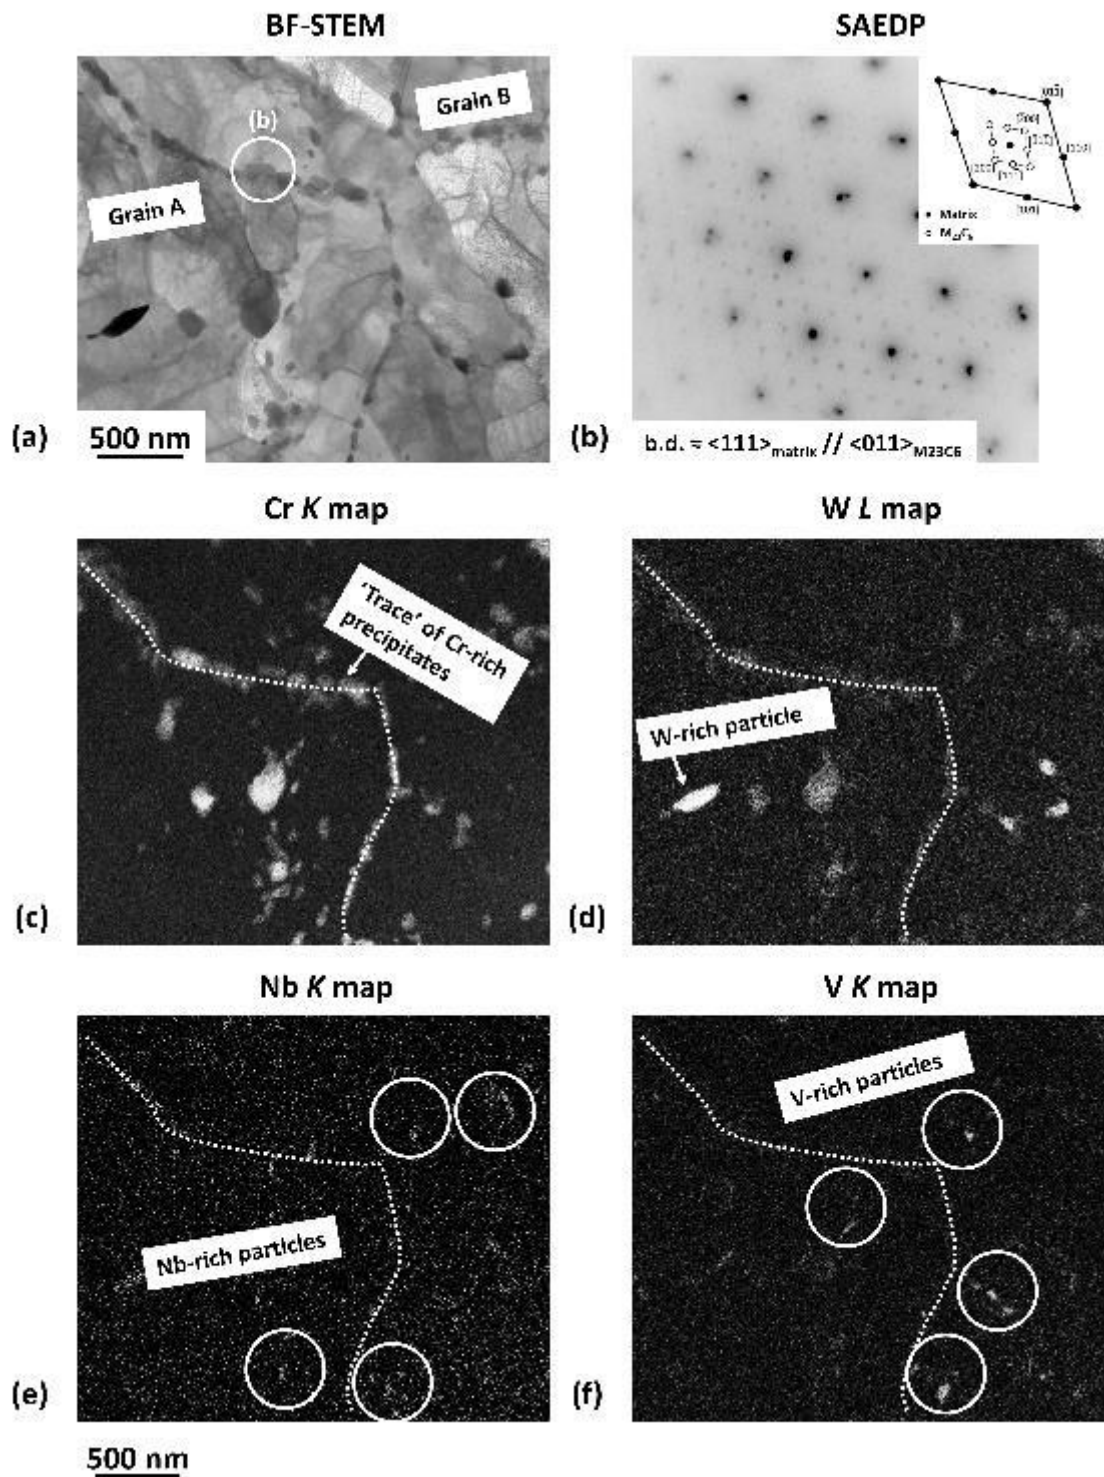 BF-STEM
SAEDP
Grain B
(b)
Grain A
Matrix
M₂₃C₆
(a)
500 nm
(b)
b.d. = <111>matrix // <011>M23C6
Cr K map
W L map
'Trace' of Cr-rich
precipitates
W-rich particle
(c)
(d)
Nb K map
V K map
V-rich particles
Nb-rich particles
(e)
(f)
500 nm